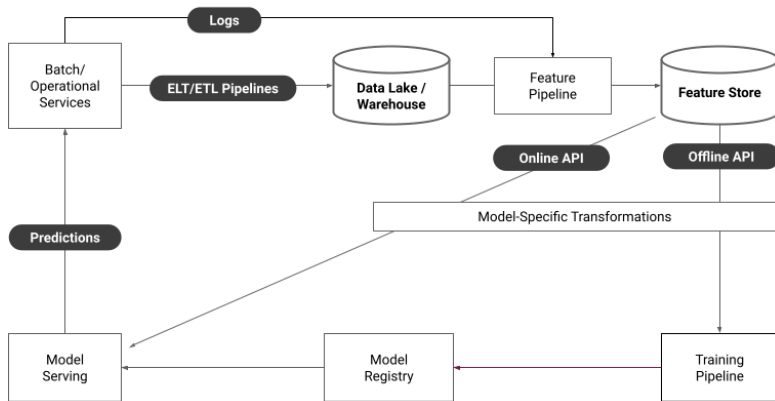 Logs
Batch/
Operational
Services
ELT/ETL Pipelines
Data Lake /
Warehouse
Feature
Pipeline
Feature Store
Online API
Offline API
Model-Specific Transformations
Predictions
Model
Serving
Model
Registry
Training
Pipeline